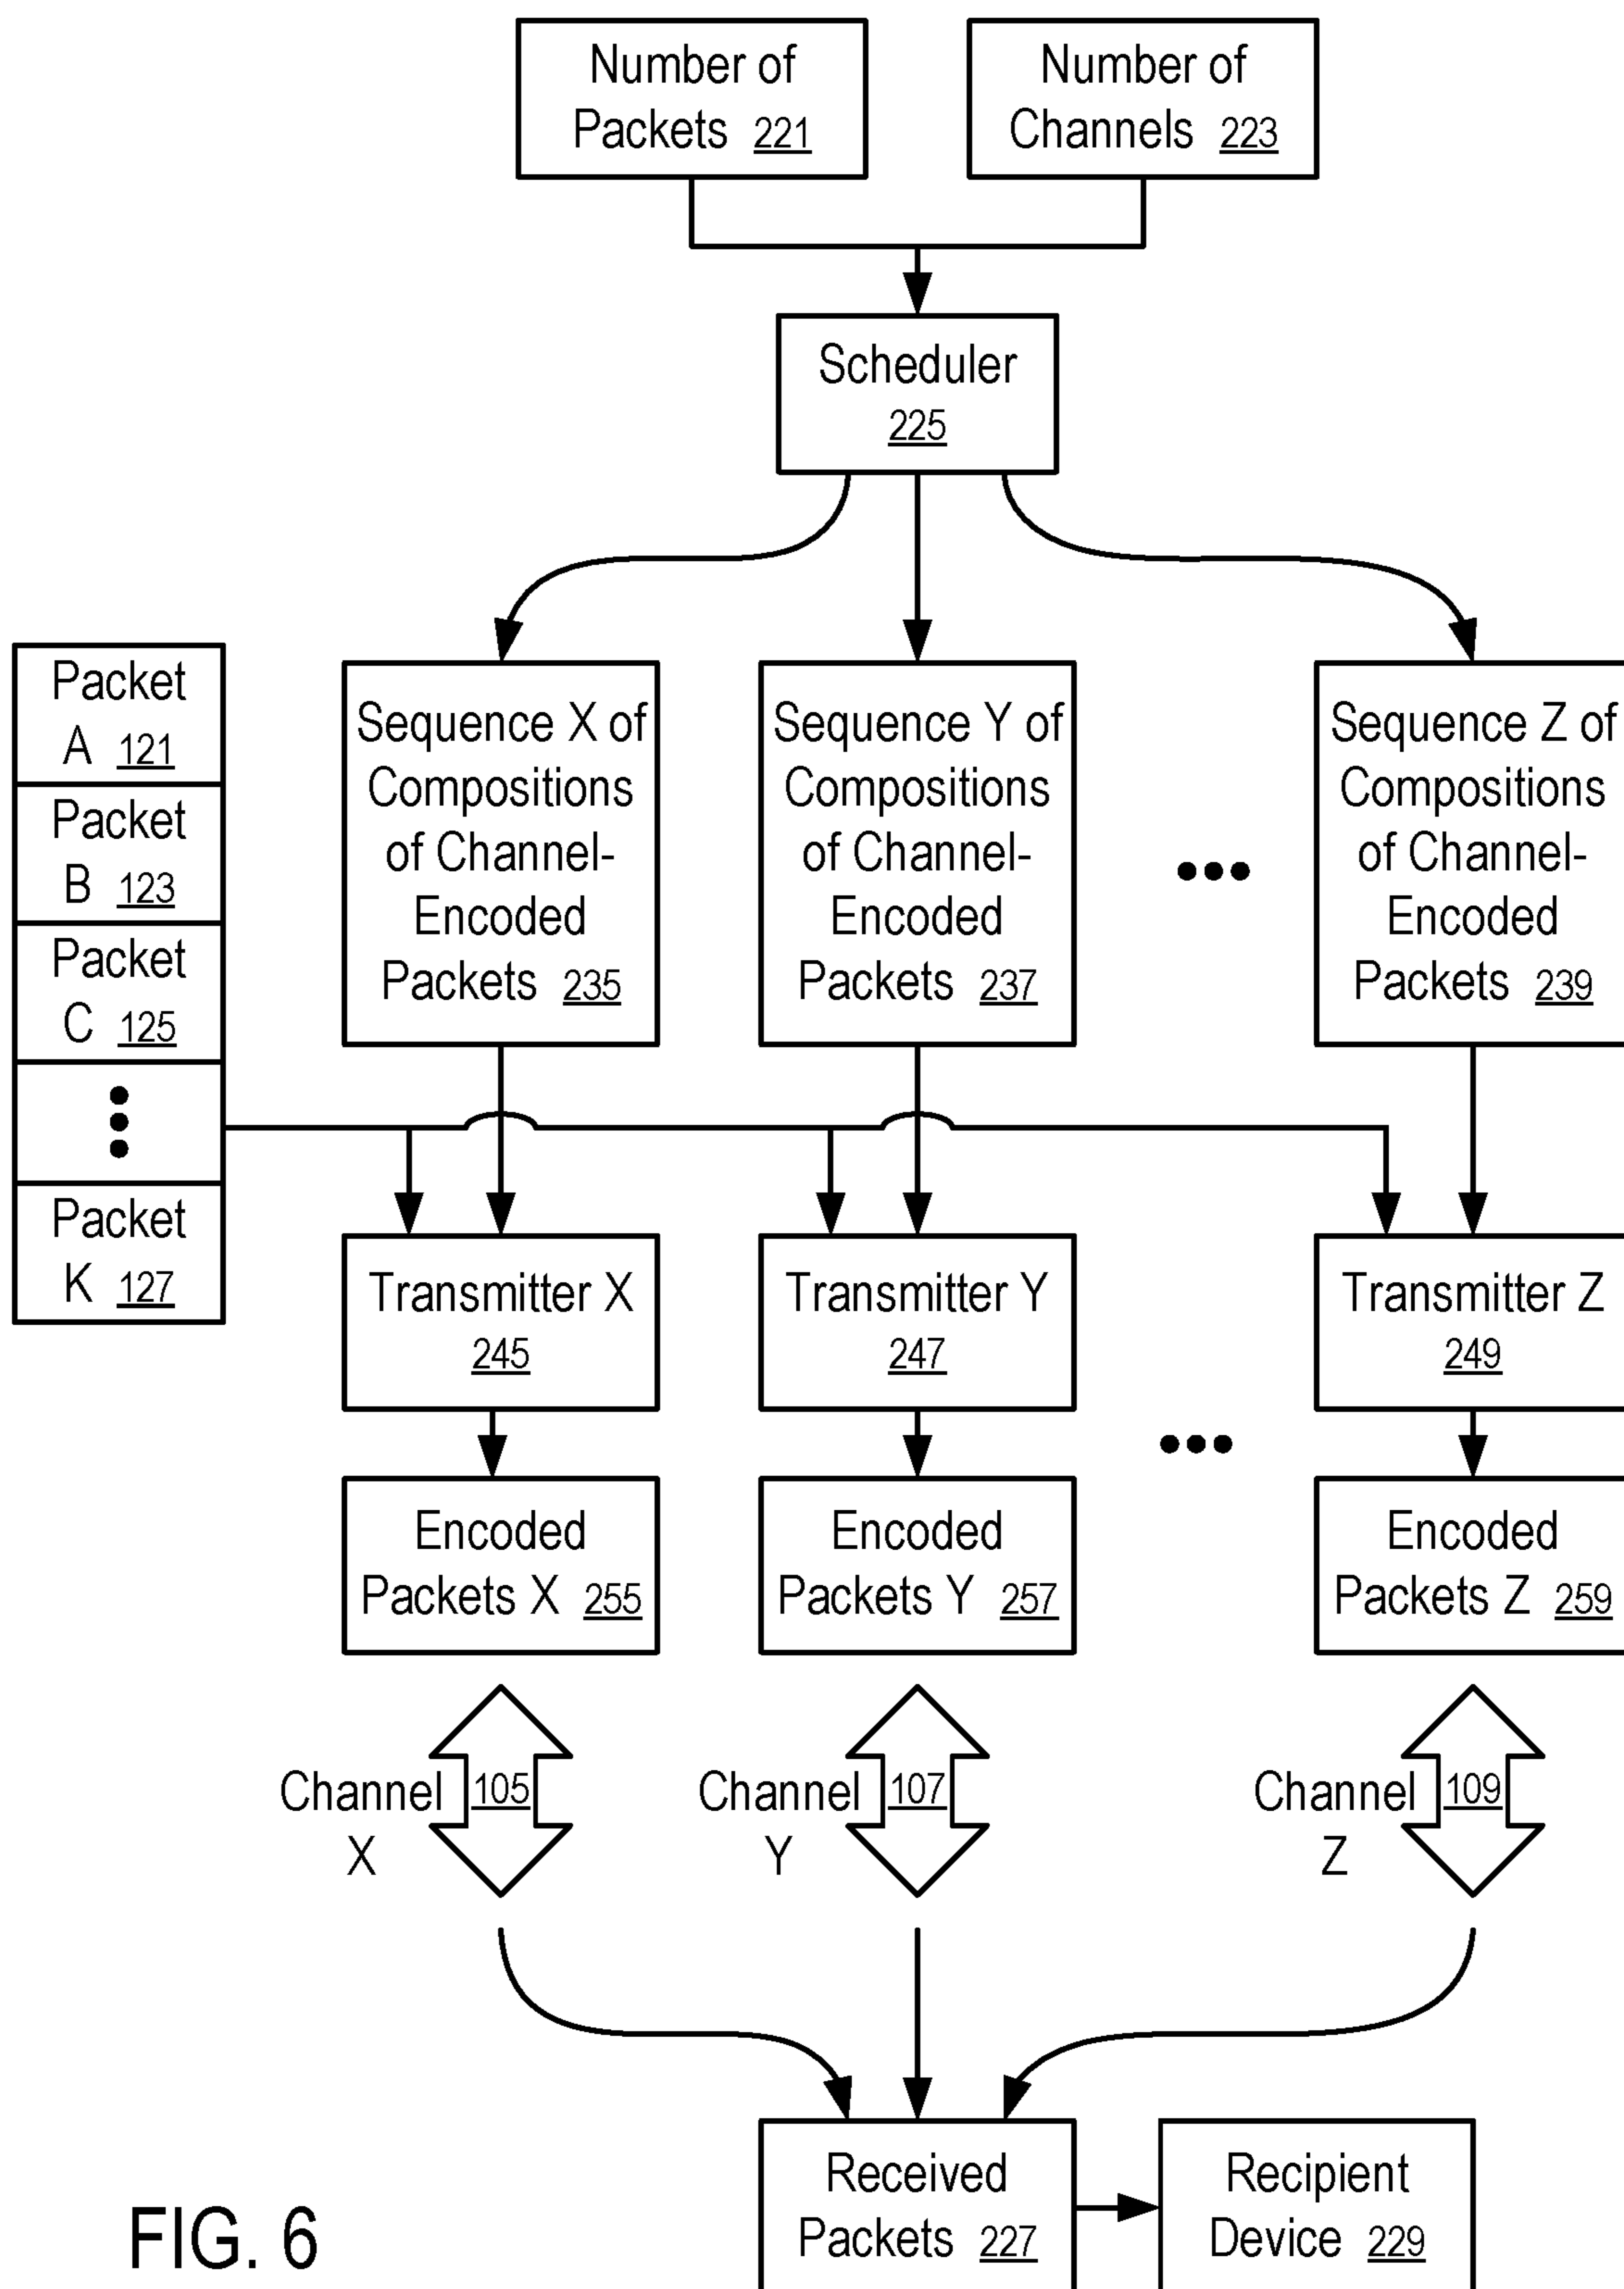 Number of
Packets 221
Number of
Channels 223
Scheduler
225
Packet
A 121
Packet
B 123
Packet
C 125
Packet
K 127
Sequence X of
Compositions
of Channel-
Encoded
Packets 235
Sequence Y of
Compositions
of Channel-
Encoded
Packets 237
Sequence Z of
Compositions
of Channel-
Encoded
Packets 239
Transmitter X
245
Transmitter Y
247
Transmitter Z
249
Encoded
Packets X 255
Encoded
Packets Y 257
Encoded
Packets Z 259
Channel 105
X
Channel 107
Y
Channel 109
Z
Received
Packets 227
Recipient
Device 229
FIG. 6